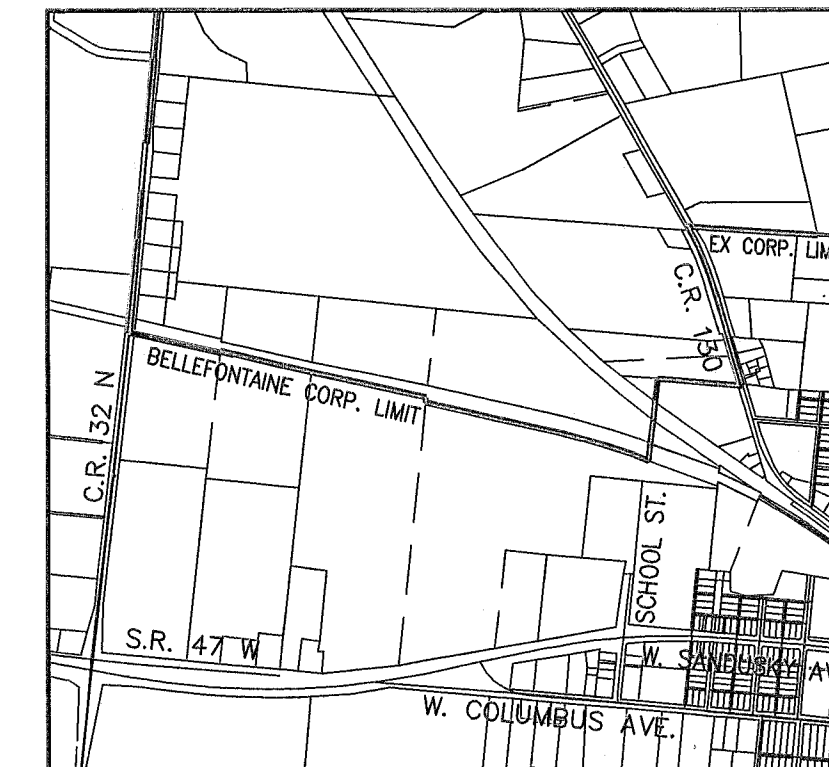 EX CORP. LIM
C.R. 130
BELLEFONTAINE CORP. LIMIT
C.R. 32 N
SCHOOL ST.
S.R. 47 W
W. SANDUSKY AV
W. COLUMBUS AVE.